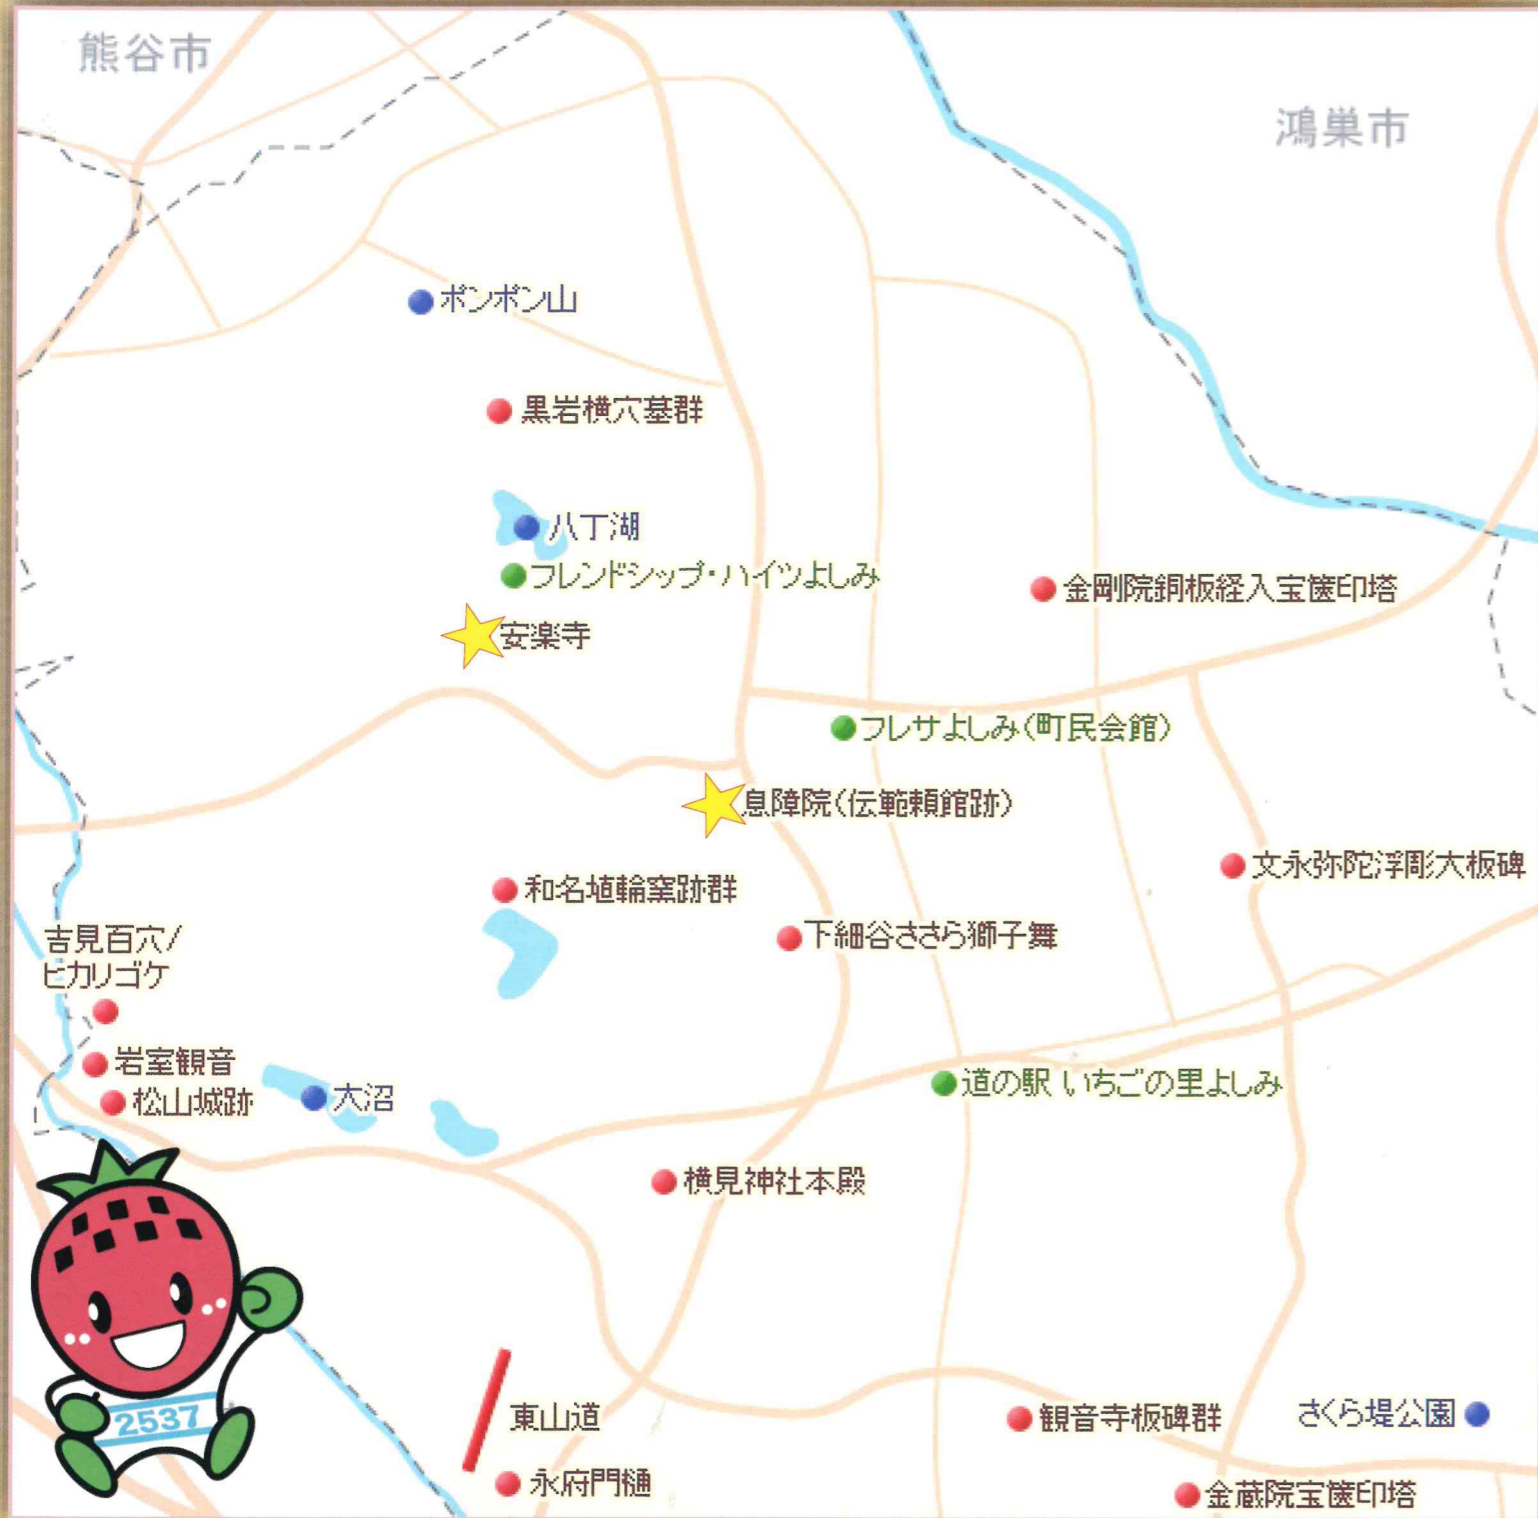 熊谷市
鴻巣市
ポンポン山
黒岩横穴墓群
八丁湖
フレンドシップ・ハイツよしみ
金剛院銅板経入宝篋印塔
安楽寺
フレサよしみ(町民会館)
息障院(伝範頼館跡)
文永弥陀浮彫大板碑
和名埴輪窯跡群
下細谷ささら獅子舞
吉見百穴/
ヒカリゴケ
岩室観音
松山城跡
大沼
道の駅 いちごの里よしみ
横見神社本殿
2537
東山道
観音寺板碑群
さくら堤公園
永府門樋
金蔵院宝篋印塔